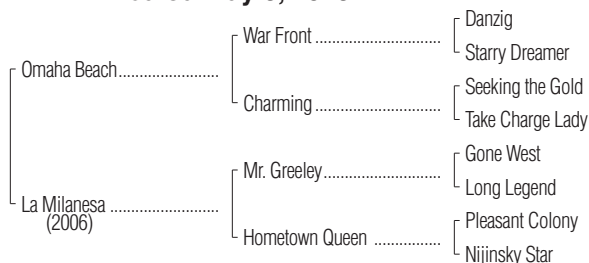 Danzig
War Front ..................................
Starry Dreamer
Omaha Beach...........................
Seeking the Gold
Charming ..................................
Take Charge Lady
Gone West
Mr. Greeley................................
Long Legend
La Milanesa .............................
(2006)
Pleasant Colony
Hometown Queen ..................
Nijinsky Star